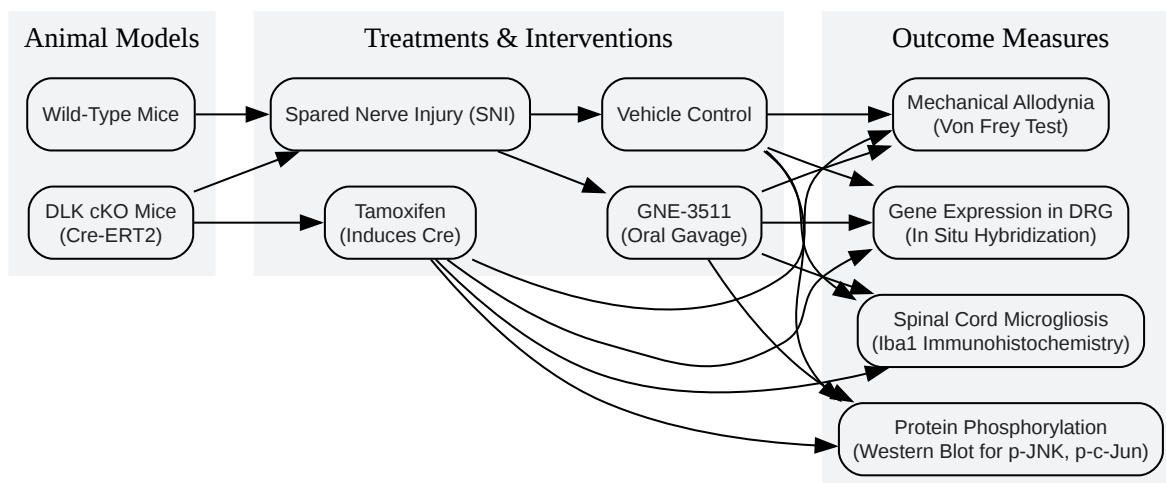 Animal Models
Treatments & Interventions
Outcome Measures
Wild-Type Mice
Spared Nerve Injury (SNI)
Vehicle Control
Mechanical Allodynia
(Von Frey Test)
DLK cKO Mice
(Cre-ERT2)
Tamoxifen
(Induces Cre)
GNE-3511
(Oral Gavage)
Gene Expression in DRG
(In Situ Hybridization)
Spinal Cord Microgliosis
(Iba1 Immunohistochemistry)
Protein Phosphorylation
(Western Blot for p-JNK, p-c-Jun)